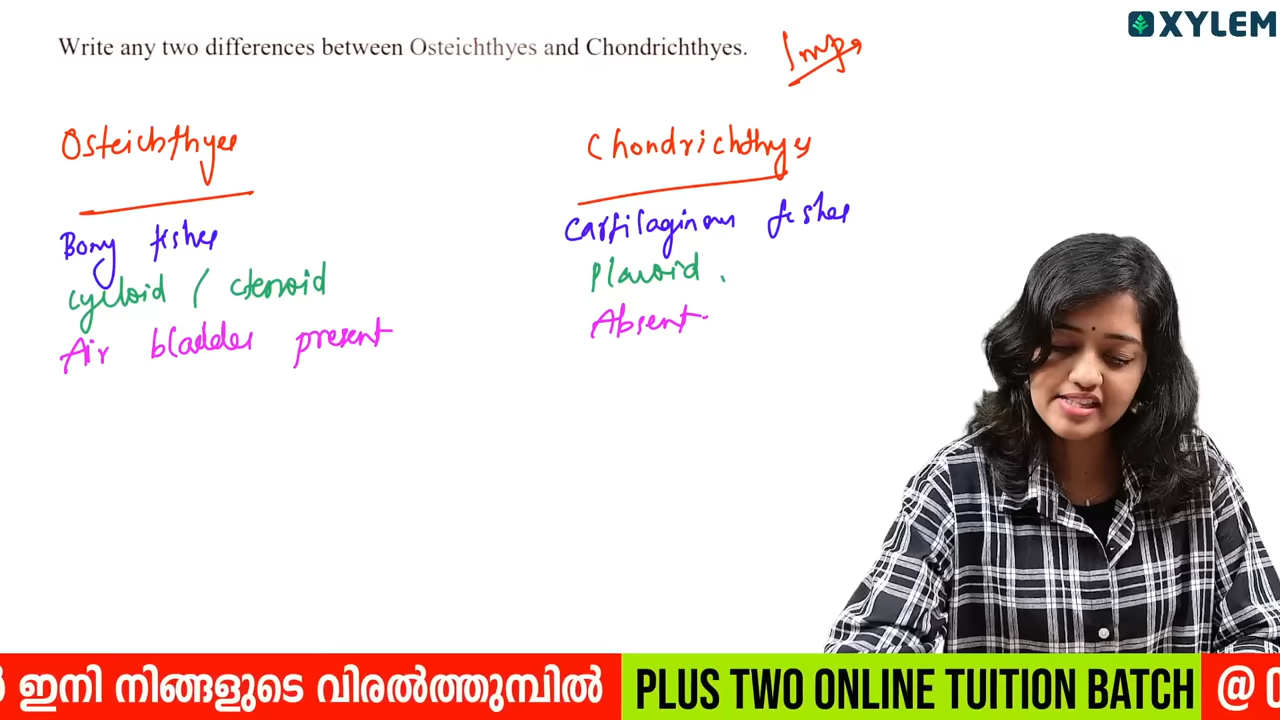 OXYLEM
Write any two differences between Osteichthyes and Chondrichthyes.
Imp
Osteichthyes Chondrichthyes
Bony fishes Cartilaginous fishes
cycloid / ctenoid Placoid.
Air bladder present Absent.
ഇനി നിങ്ങളുടെ വിരൽത്തുമ്പിൽ PLUS TWO ONLINE TUITION BATCH @